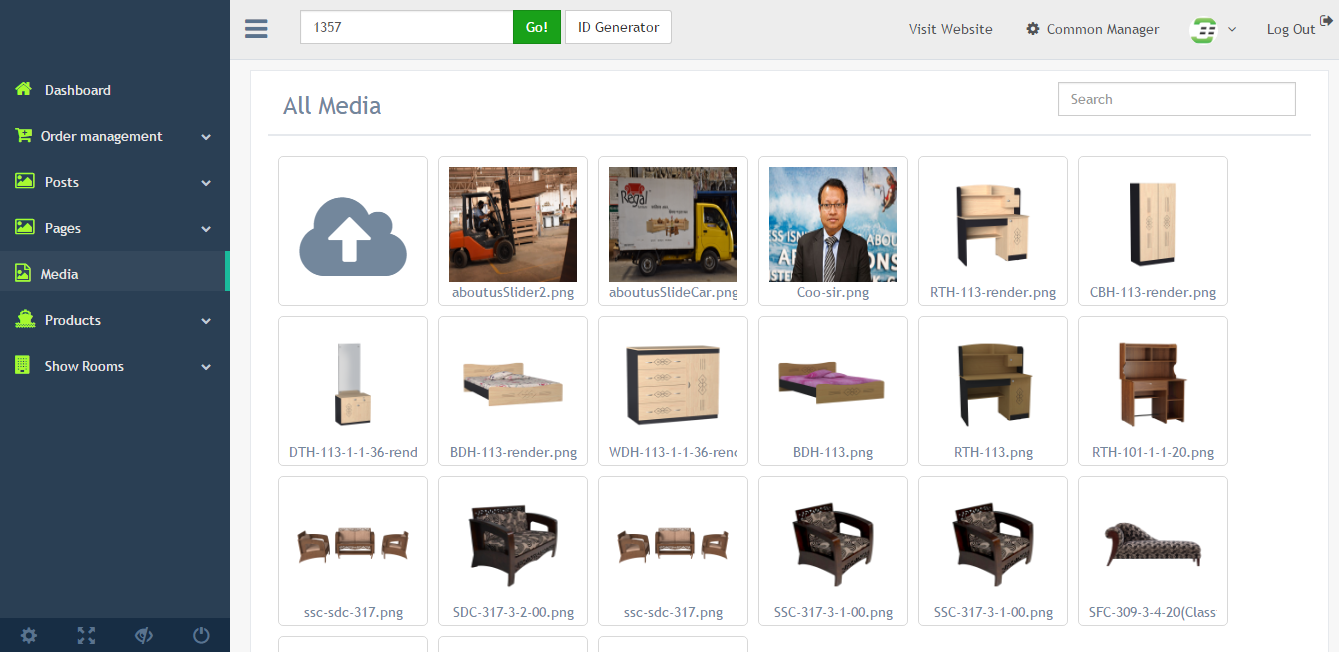 1357
Go!
ID Generator
Visit Website
Common Manager
Log Out
Dashboard
Order management
Posts
Pages
Media
Products
Show Rooms
All Media
Search
Regal
aboutusSlider2.png
aboutusSlideCar.png
Coo-sir.png
RTH-113-render.png
CBH-113-render.png
DTH-113-1-1-36-rend
BDH-113-render.png
WDH-113-1-1-36-rend
BDH-113.png
RTH-113.png
RTH-101-1-1-20.png
ssc-sdc-317.png
SDC-317-3-2-00.png
ssc-sdc-317.png
SSC-317-3-1-00.png
SSC-317-3-1-00.png
SFC-309-3-4-20(Class